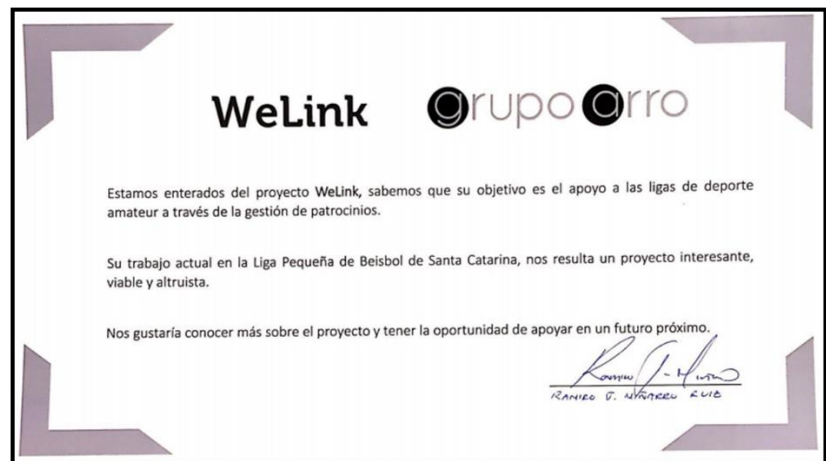 WeLink grupo arro
Estamos enterados del proyecto WeLink, sabemos que su objetivo es el apoyo a las ligas de deporte
amateur a través de la gestión de patrocinios.
Su trabajo actual en la Liga Pequeña de Beisbol de Santa Catarina, nos resulta un proyecto interesante,
viable y altruista.
Nos gustaría conocer más sobre el proyecto y tener la oportunidad de apoyar en un futuro próximo.
RAMIRO J. RUIZ